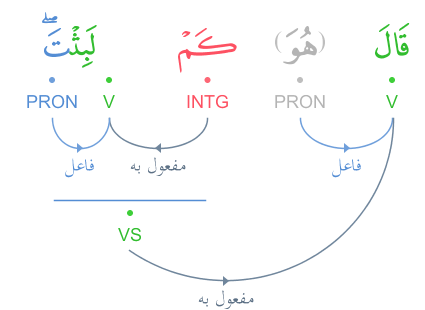 قَالَ (هُوَ) كَمْ لَبِثْتَ ۖ
V PRON INTG V PRON
فاعل مفعول به فاعل
VS
مفعول به